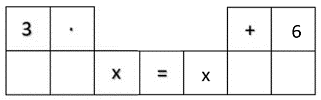 3 · + 6
x = x